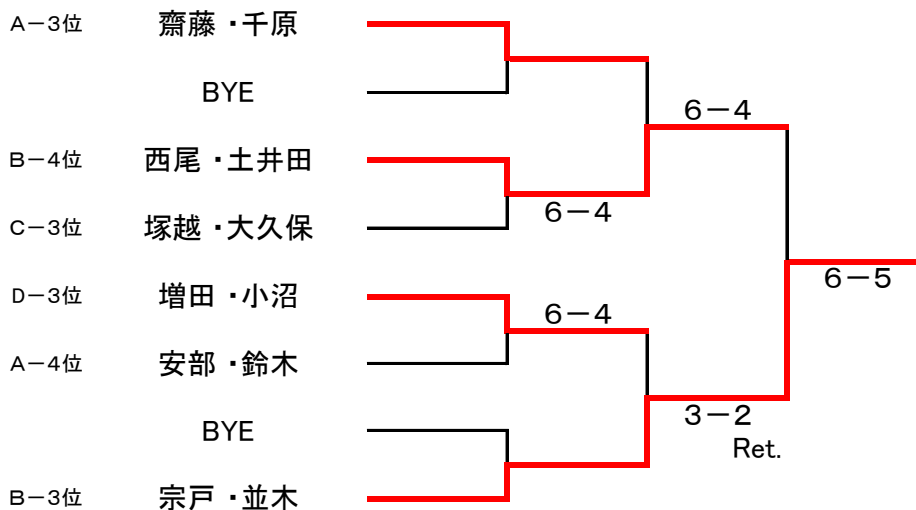 A－3位 齋藤・千原
BYE
6－4
B－4位 西尾・土井田
6－4
C－3位 塚越・大久保
6－5
D－3位 増田・小沼
6－4
A－4位 安部・鈴木
3－2
BYE
Ret.
B－3位 宗戸・並木